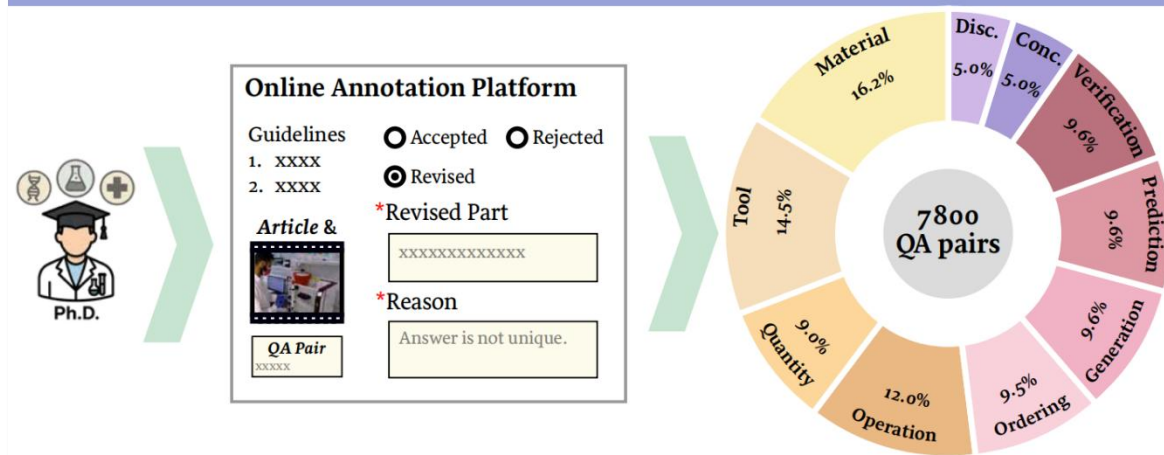 Ph.D.
Online Annotation Platform
Guidelines
1. xxxx
2. xxxx
Accepted
Rejected
Revised
Article &
QA Pair
xxxxx
*Revised Part
xxxxxxxxxxxxx
*Reason
Answer is not unique.
7800
QA pairs
Disc.
5.0%
Conc.
5.0%
Verification
9.6%
Prediction
9.6%
Generation
9.6%
Ordering
9.5%
Operation
12.0%
Quantity
9.0%
Tool
14.5%
Material
16.2%